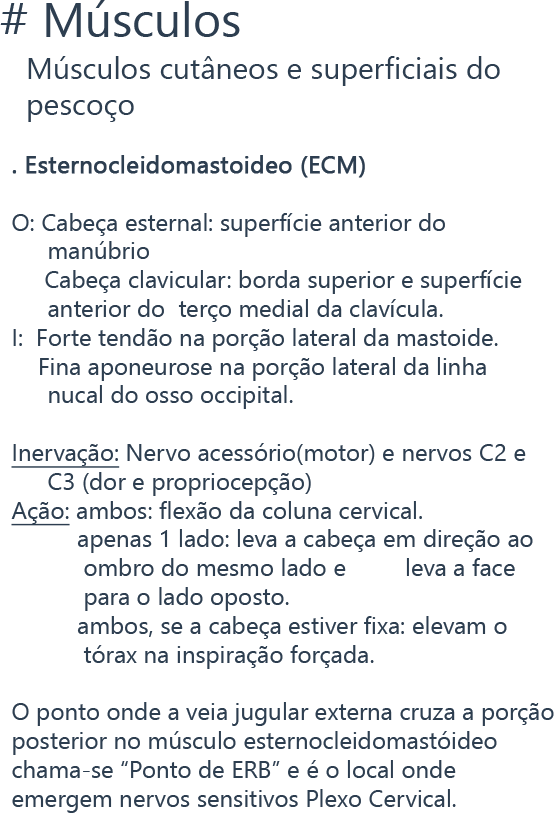 # Músculos
Músculos cutâneos e superficiais do
pescoço
. Esternocleidomastoideo (ECM)
O: Cabeça esternal: superfície anterior do
manúbrio
Cabeça clavicular: borda superior e superfície
anterior do terço medial da clavícula.
I: Forte tendão na porção lateral da mastoide.
Fina aponeurose na porção lateral da linha
nucal do osso occipital.
Inervação: Nervo acessório(motor) e nervos C2 e
C3 (dor e propriocepção)
Ação: ambos: flexão da coluna cervical.
apenas 1 lado: leva a cabeça em direção ao
ombro do mesmo lado e leva a face
para o lado oposto.
ambos, se a cabeça estiver fixa: elevam o
tórax na inspiração forçada.
O ponto onde a veia jugular externa cruza a porção
posterior no músculo esternocleidomastóideo
chama-se “Ponto de ERB” e é o local onde
emergem nervos sensitivos Plexo Cervical.